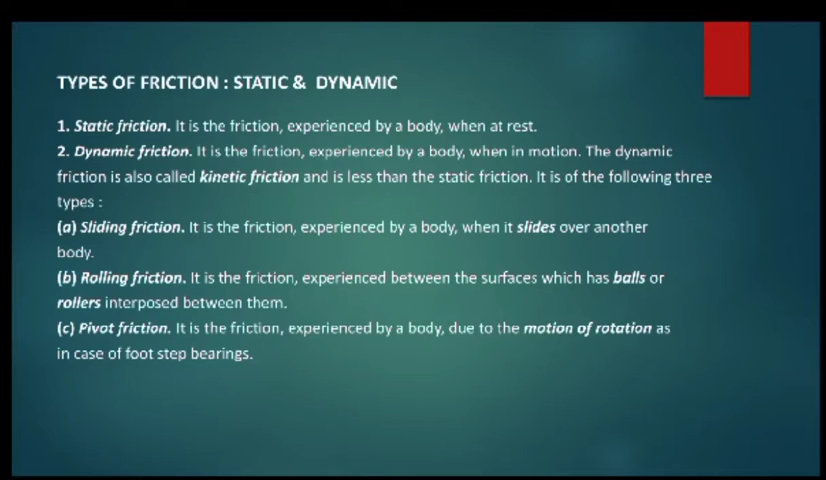 TYPES OF FRICTION : STATIC & DYNAMIC
1. Static friction. It is the friction, experienced by a body, when at rest.
2. Dynamic friction. It is the friction, experienced by a body, when in motion. The dynamic
friction is also called kinetic friction and is less than the static friction. It is of the following three
types :
(a) Sliding friction. It is the friction, experienced by a body, when it slides over another
body.
(b) Rolling friction. It is the friction, experienced between the surfaces which has balls or
rollers interposed between them.
(c) Pivot friction. It is the friction, experienced by a body, due to the motion of rotation as
in case of foot step bearings.